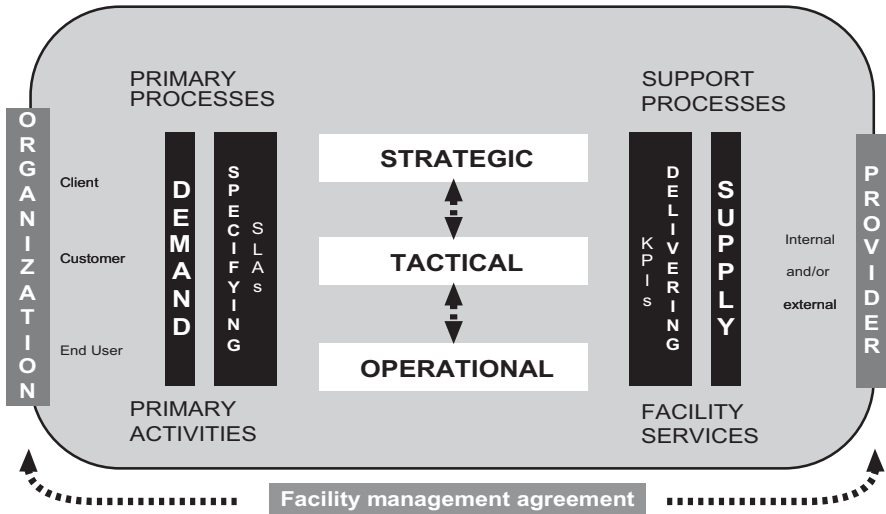 PRIMARY
PROCESSES
SUPPORT
PROCESSES
ORGANIZATION
Client
Customer
End User
DEMAND
SPECIFYING
SLAs
STRATEGIC
TACTICAL
OPERATIONAL
KPIs
DELIVERING
SUPPLY
Internal
and/or
external
PROVIDER
PRIMARY
ACTIVITIES
FACILITY
SERVICES
Facility management agreement